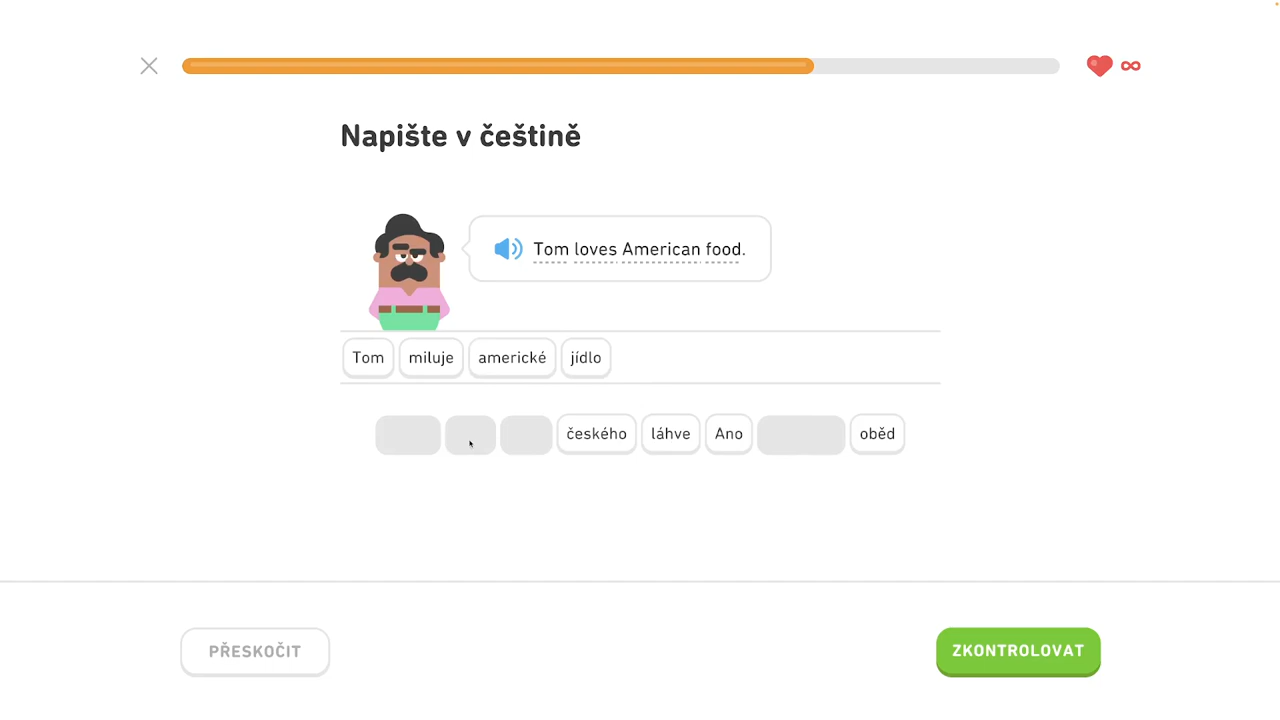 Napište v češtině
Tom loves American food.
Tom miluje americké jídlo
českého láhve Ano oběd
PŘESKOČIT ZKONTROLOVAT